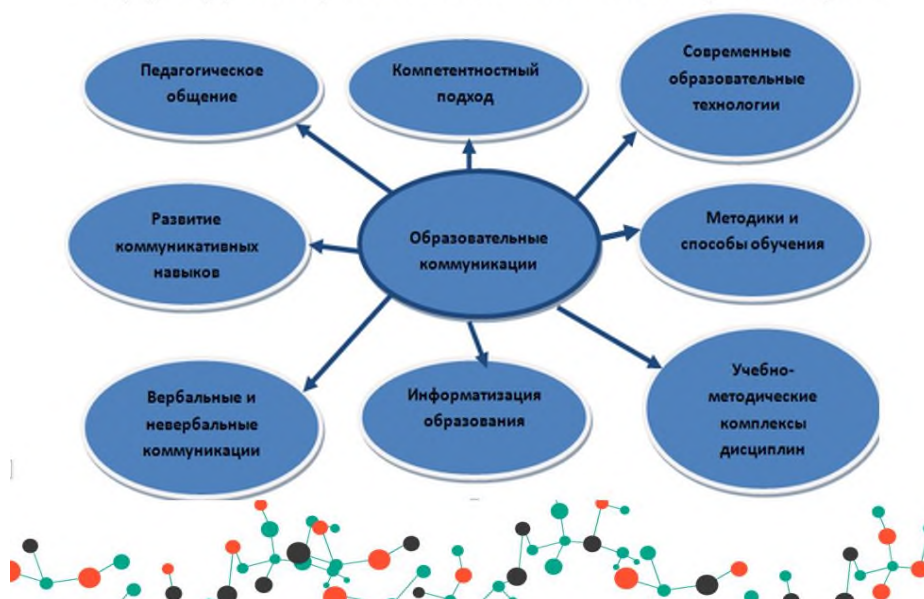 Педагогическое
общение
Компетентностный
подход
Современные
образовательные
технологии
Развитие
коммуникативных
навыков
Образовательные
коммуникации
Методики и
способы обучения
Вербальные и
невербальные
коммуникации
Информатизация
образования
Учебно-
методические
комплексы
дисциплин